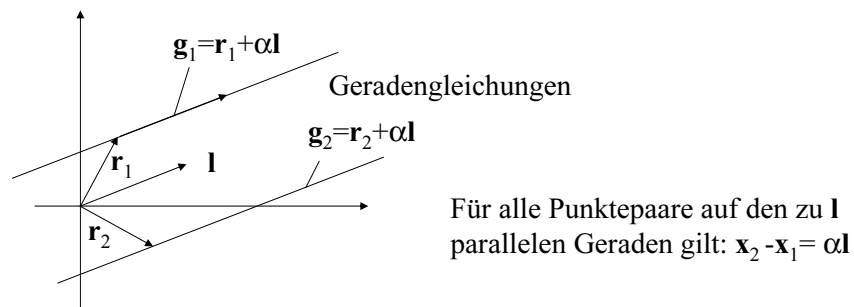 g₁=r₁+αl
Geradengleichungen
g₂=r₂+αl
r₁
l
r₂
Für alle Punktepaare auf den zu l
parallelen Geraden gilt: x₂ -x₁= αl